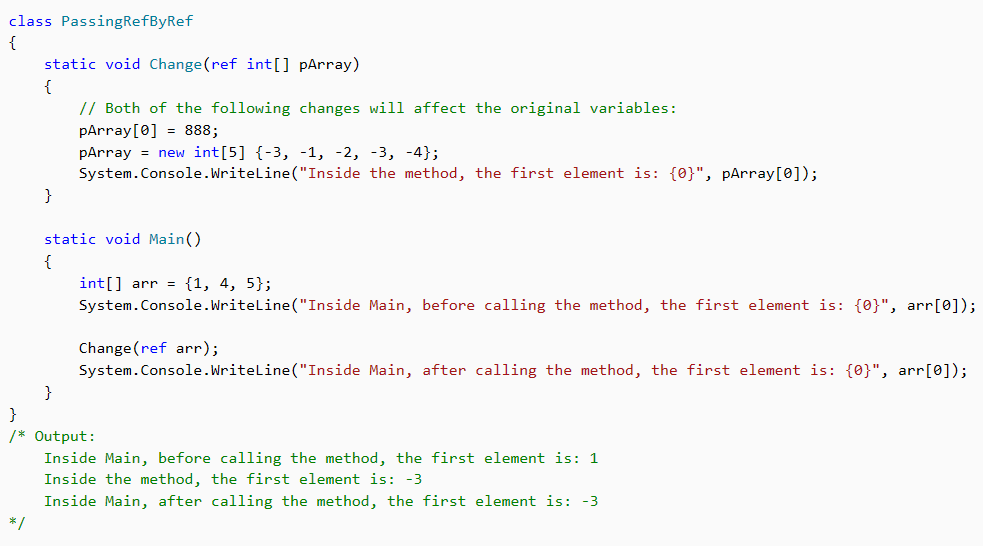 class PassingRefByRef
{
    static void Change(ref int[] pArray)
    {
        // Both of the following changes will affect the original variables:
        pArray[0] = 888;
        pArray = new int[5] {-3, -1, -2, -3, -4};
        System.Console.WriteLine("Inside the method, the first element is: {0}", pArray[0]);
    }

    static void Main()
    {
        int[] arr = {1, 4, 5};
        System.Console.WriteLine("Inside Main, before calling the method, the first element is: {0}", arr[0]);

        Change(ref arr);
        System.Console.WriteLine("Inside Main, after calling the method, the first element is: {0}", arr[0]);
    }
}
/* Output:
    Inside Main, before calling the method, the first element is: 1
    Inside the method, the first element is: -3
    Inside Main, after calling the method, the first element is: -3
*/